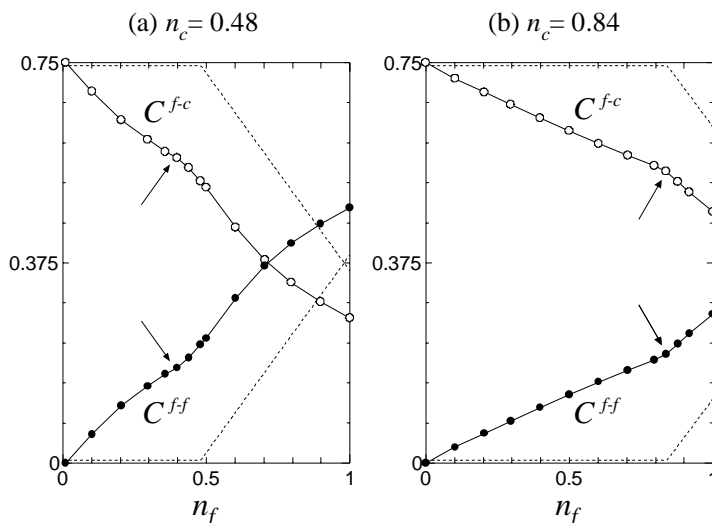 (a) n_c= 0.48
(b) n_c= 0.84
0.75
0.375
0
0
0.5
1
C^{f-c}
C^{f-f}
n_f
0.75
0.375
0
0
0.5
1
C^{f-c}
C^{f-f}
n_f